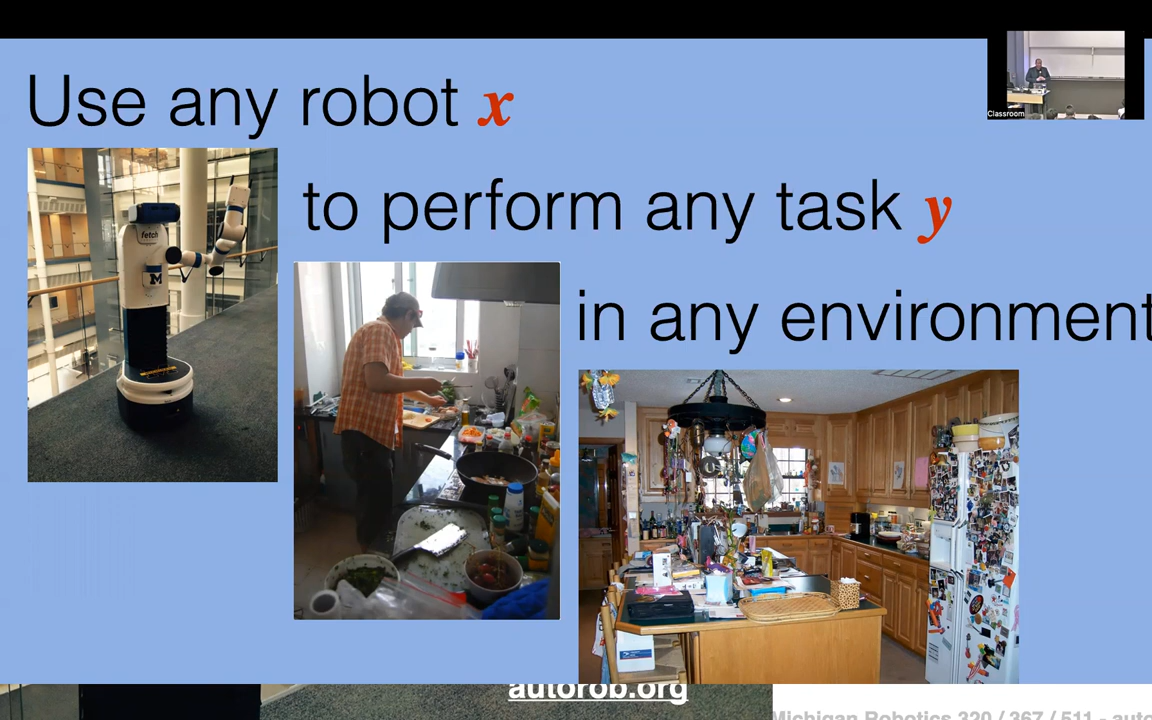 Use any robot x
Classroom
to perform any task y
fetch
M
in any environment
autorob.org
Michigan Robotics 320 / 367 / 511 - auto